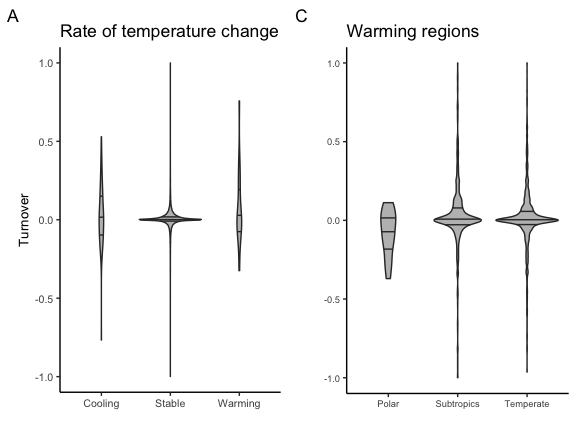 A
Rate of temperature change
Turnover
1.0
0.5
0.0
-0.5
-1.0
Cooling Stable Warming
C
Warming regions
1.0
0.5
0.0
-0.5
-1.0
Polar Subtropics Temperate